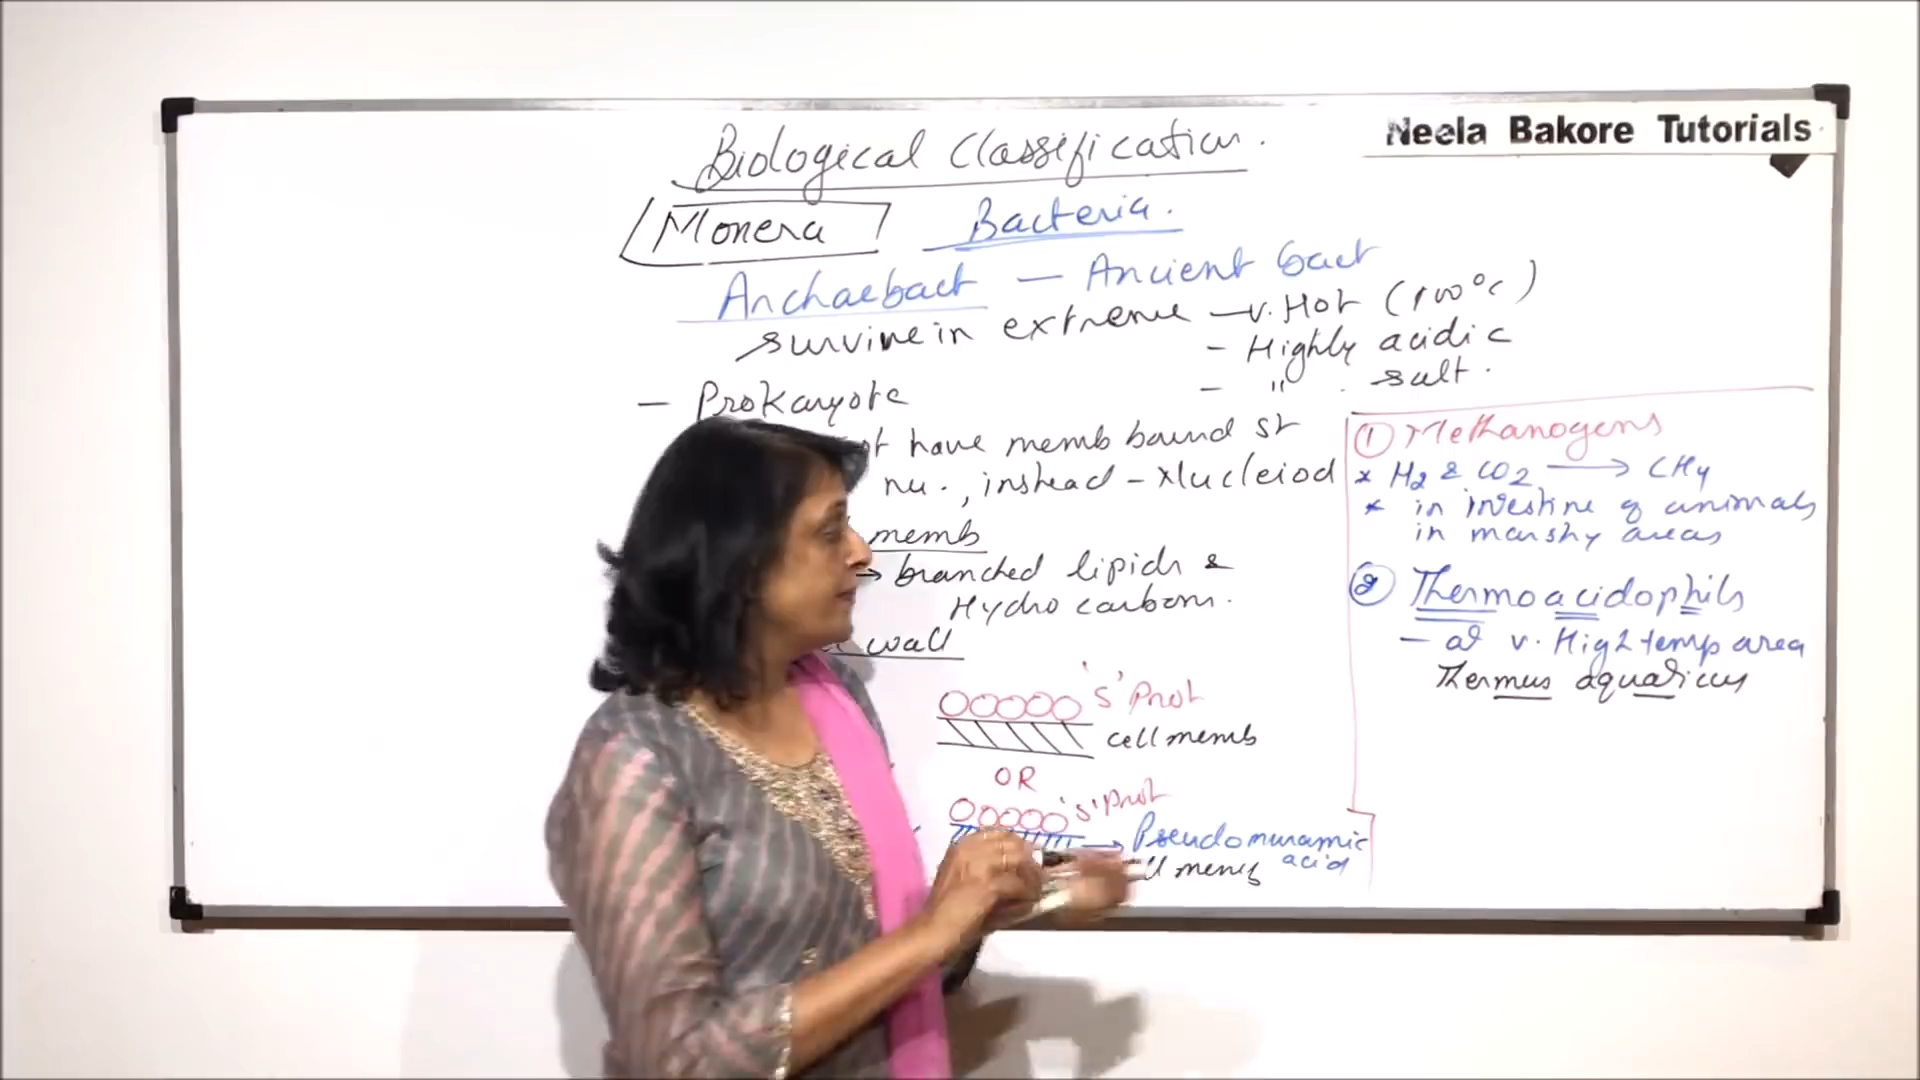 Neela Bakore Tutorials
Biological Classification.
Monera Bacteria.
Archaebact — Ancient bact
survive in extreme — v. Hot (100°C)
- Highly acidic
- " salt.
— Prokaryote
have memb bound st
nu., instead - Nucleiod
memb
→ branched lipids &
Hydro carbons.
wall
's' Prot
cell memb
OR
's' Prot
→ Pseudomuramic
acid
ll memb
① Methanogens
* H2 & CO2 → CH4
* in intestine of animals
in marshy areas
② Thermoacidophils
— at v. High temp area
Thermus aquaticus